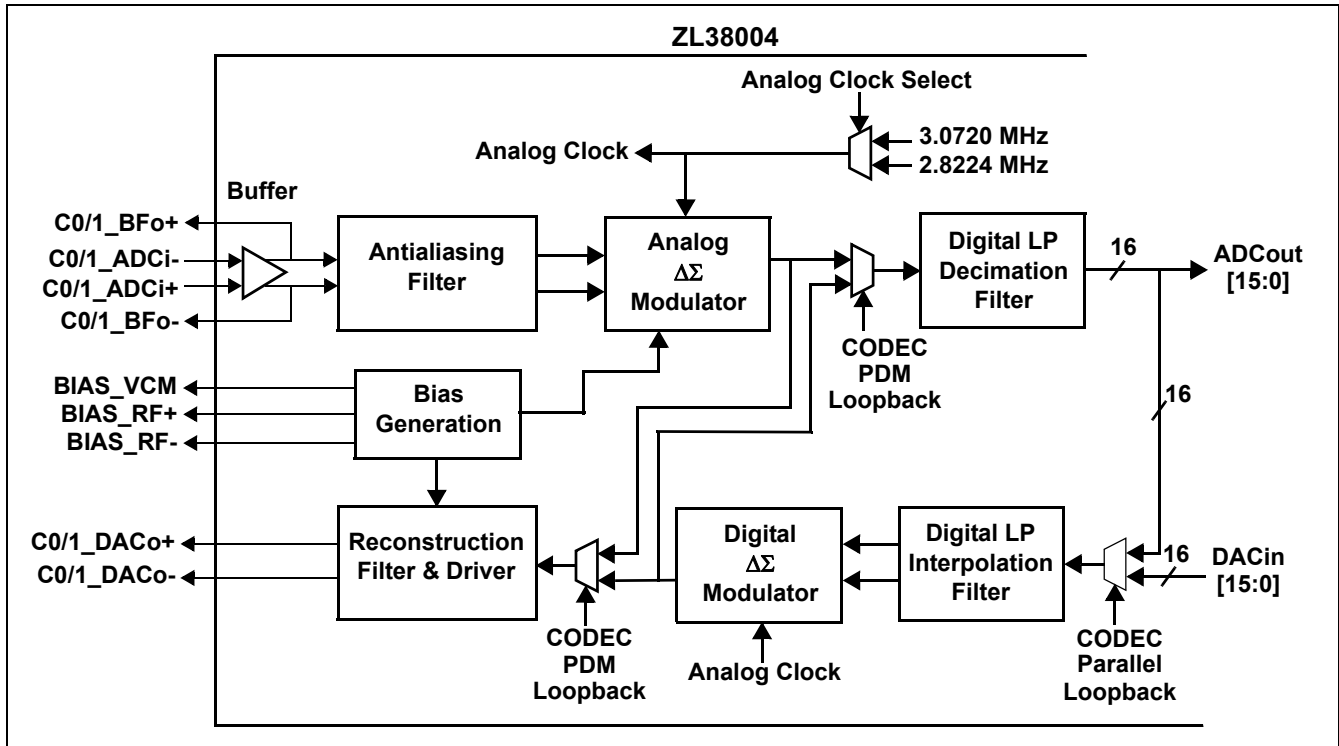 ZL38004
Analog Clock Select
3.0720 MHz
2.8224 MHz
Analog Clock
Buffer
C0/1_BFo+
C0/1_ADCi-
C0/1_ADCi+
C0/1_BFo-
Antialiasing
Filter
Analog
ΔΣ
Modulator
Digital LP
Decimation
Filter
16
ADCout
[15:0]
CODEC
PDM
Loopback
16
BIAS_VCM
BIAS_RF+
BIAS_RF-
Bias
Generation
C0/1_DACo+
C0/1_DACo-
Reconstruction
Filter & Driver
CODEC
PDM
Loopback
Digital
ΔΣ
Modulator
Analog Clock
Digital LP
Interpolation
Filter
CODEC
Parallel
Loopback
16
DACin
[15:0]